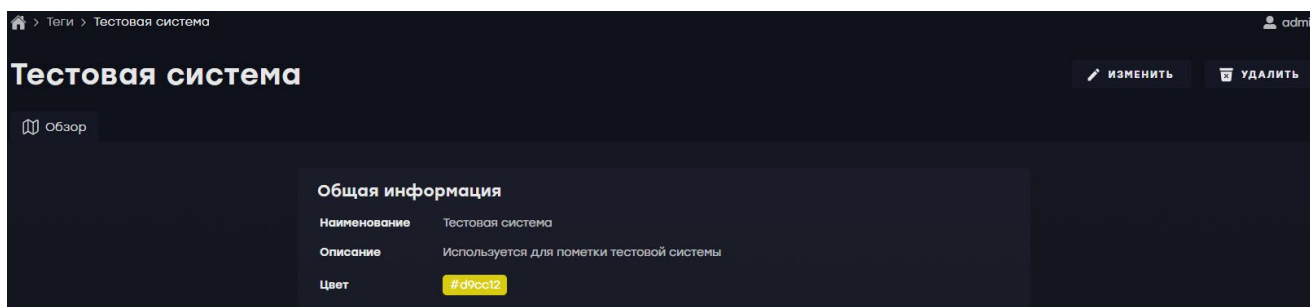 > Теги > Тестовая система
admi
Тестовая система
ИЗМЕНИТЬ
УДАЛИТЬ
Обзор
Общая информация
Наименование Тестовая система
Описание Используется для пометки тестовой системы
Цвет #d9cc12